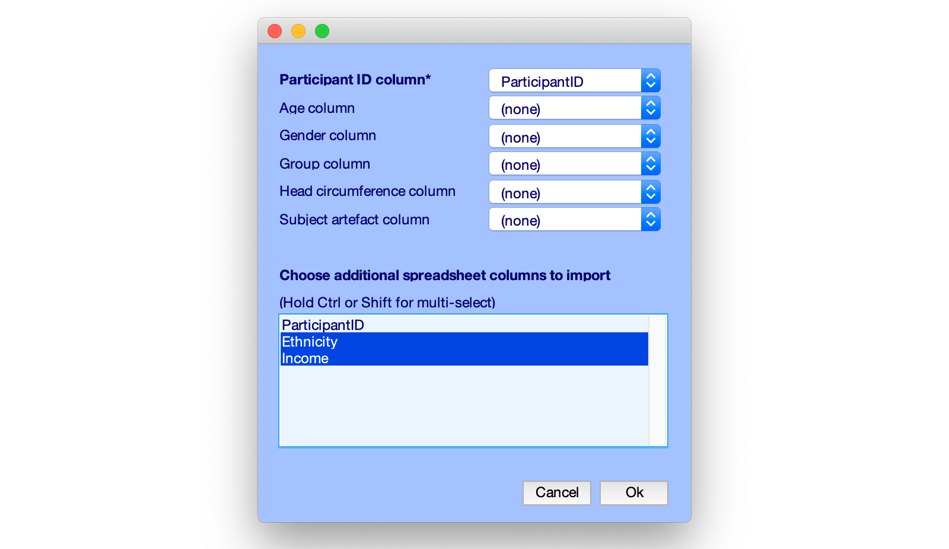 Participant ID column* ParticipantID
Age column (none)
Gender column (none)
Group column (none)
Head circumference column (none)
Subject artefact column (none)
Choose additional spreadsheet columns to import
(Hold Ctrl or Shift for multi-select)
ParticipantID
Ethnicity
Income
Cancel Ok